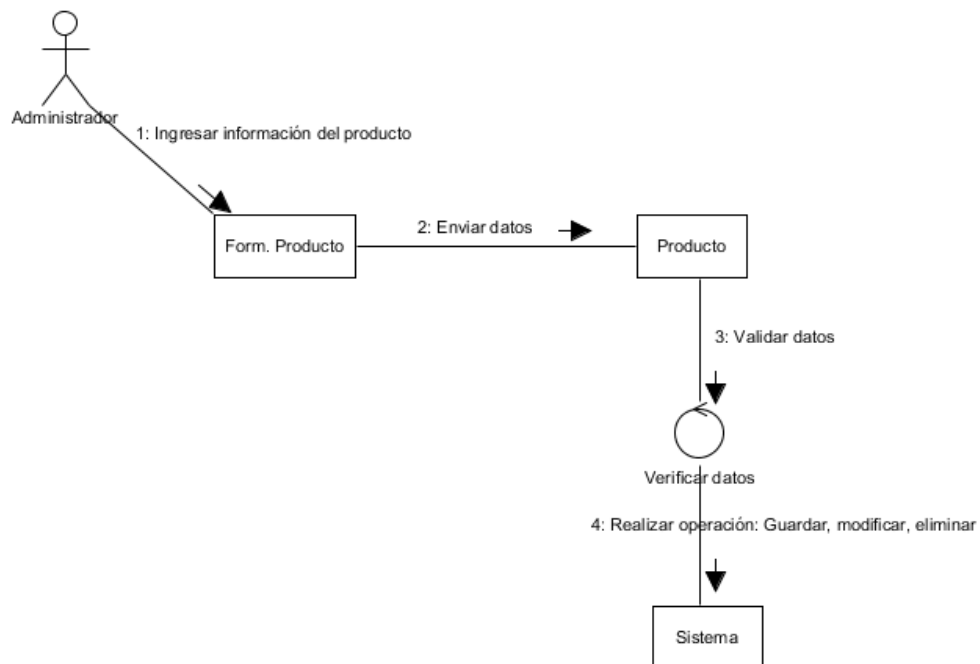 Administrador
1: Ingresar información del producto
2: Enviar datos
Form. Producto
Producto
3: Validar datos
Verificar datos
4: Realizar operación: Guardar, modificar, eliminar
Sistema